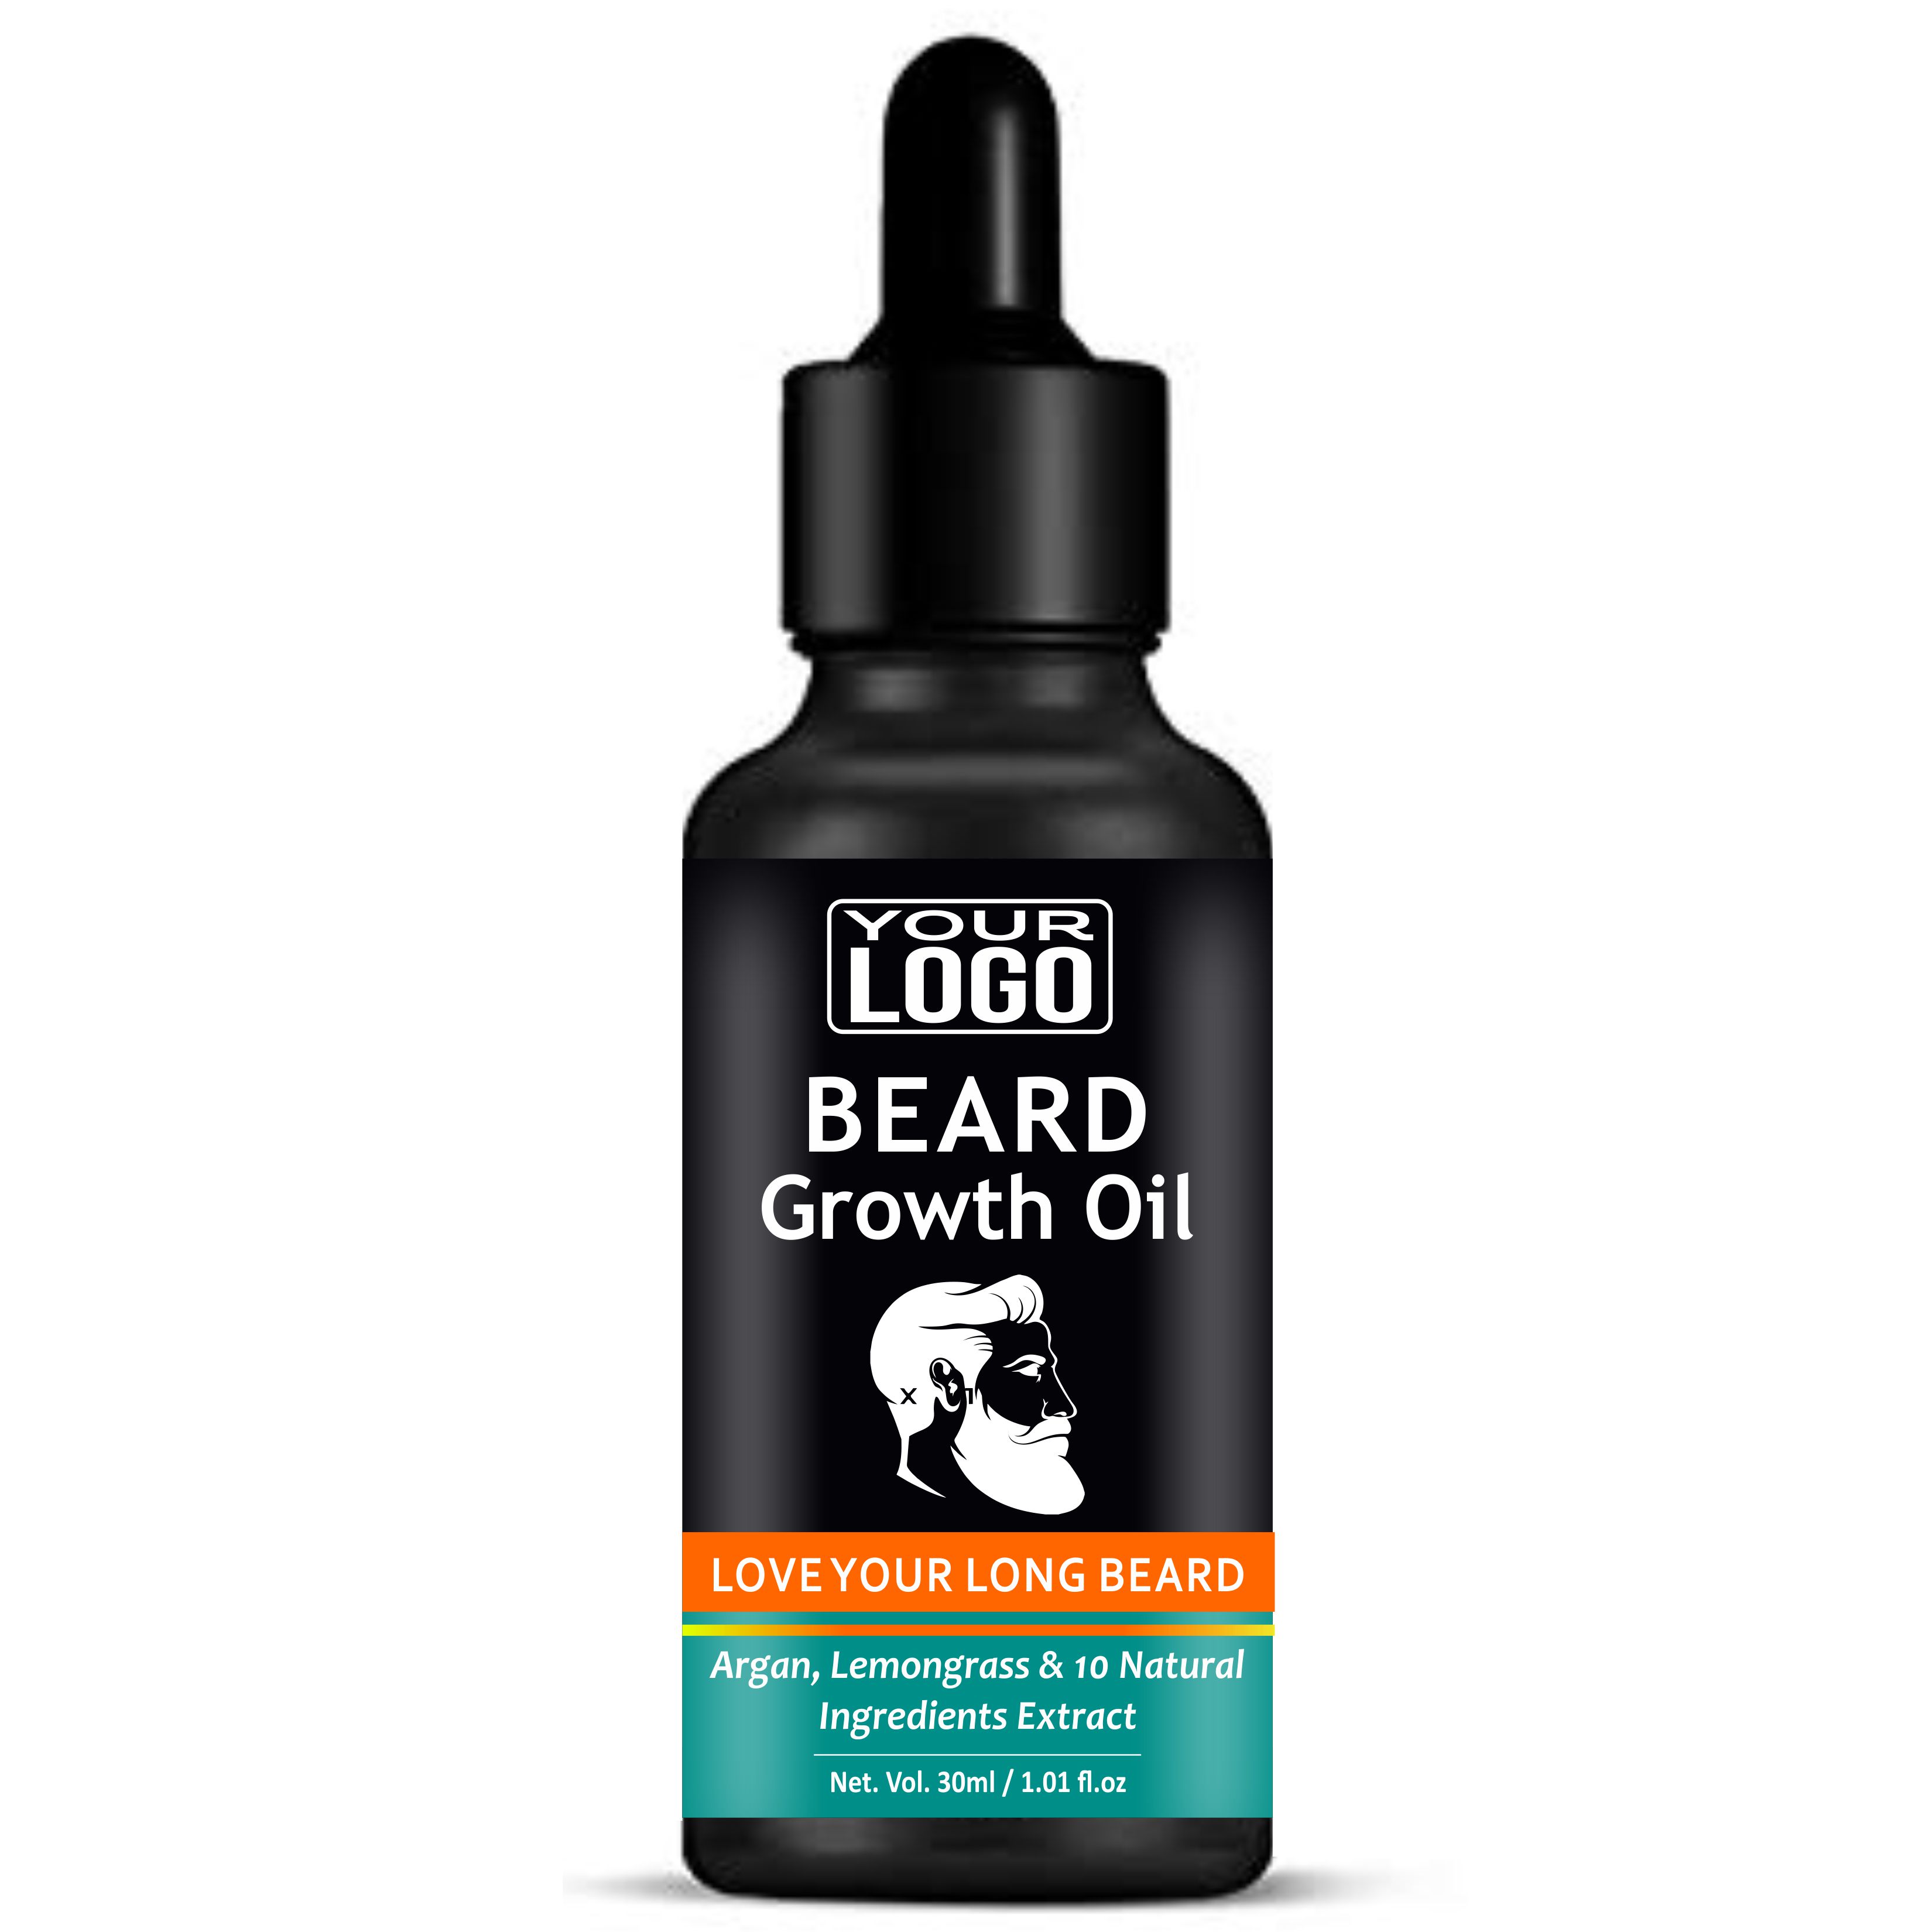 YOUR
LOGO
BEARD
Growth Oil
x 1
LOVE YOUR LONG BEARD
Argan, Lemongrass & 10 Natural
Ingredients Extract
Net. Vol. 30ml / 1.01 fl.oz